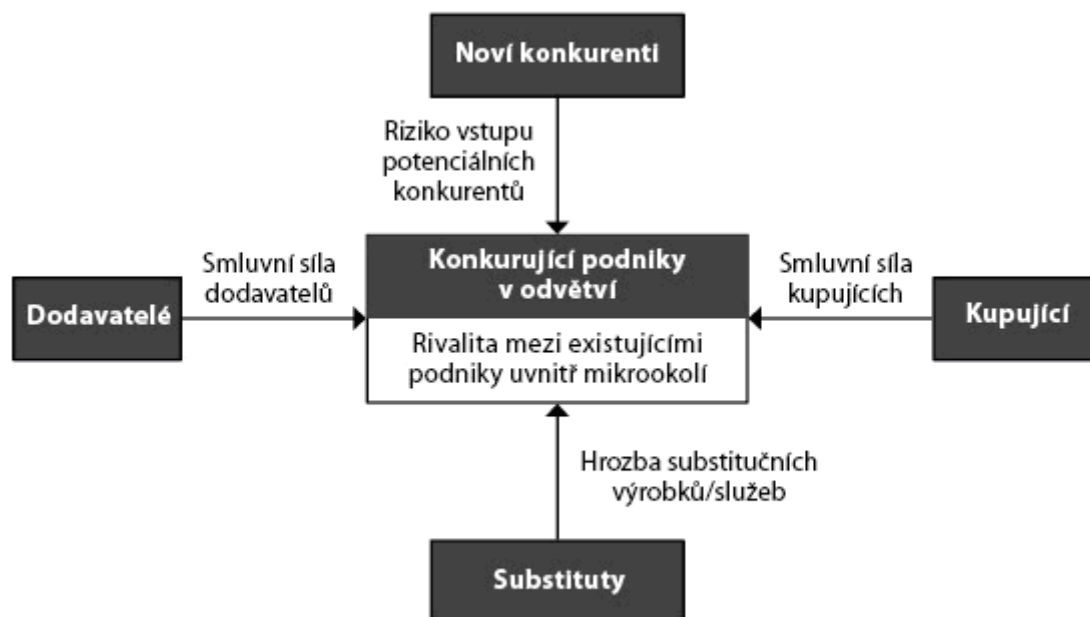 Noví konkurenti
Riziko vstupu
potenciálních
konkurentů
Konkurující podniky
v odvětví
Smluvní síla
dodavatelů
Smluvní síla
kupujících
Dodavatelé
Kupující
Rivalita mezi existujícími
podniky uvnitř mikrookolí
Hrozba substitučních
výrobků/služeb
Substituty